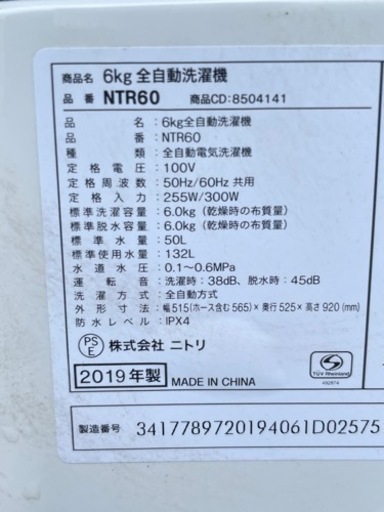 商品名 6kg 全自動洗濯機
品番 NTR60 商品CD:8504141
品名:6kg全自動洗濯機
品番:NTR60
種類:全自動電気洗濯機
定格電圧:100V
定格周波数:50Hz/60Hz 共用
定格入力:255W/300W
標準洗濯容量:6.0kg (乾燥時の布質量)
標準脱水容量:6.0kg (乾燥時の布質量)
標準水量:50L
標準使用水量:132L
水道水圧:0.1~0.6MPa
運転音:洗濯時:38dB、脱水時:45dB
洗濯方式:全自動方式
外形寸法:幅515(ホース含む565)×奥行525×高さ920(mm)
防水レベル:IPX4
PS E 株式会社ニトリ
TÜV Rheinland
2019年製 MADE IN CHINA
製造番号 3417789720194061D02575